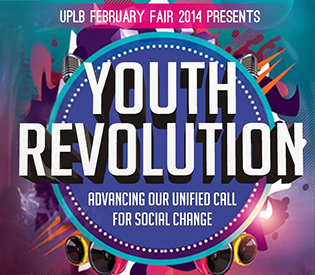 UPLB FEBRUARY FAIR 2014 PRESENTS
YOUTH
REVOLUTION
ADVANCING OUR UNIFIED CALL
FOR SOCIAL CHANGE